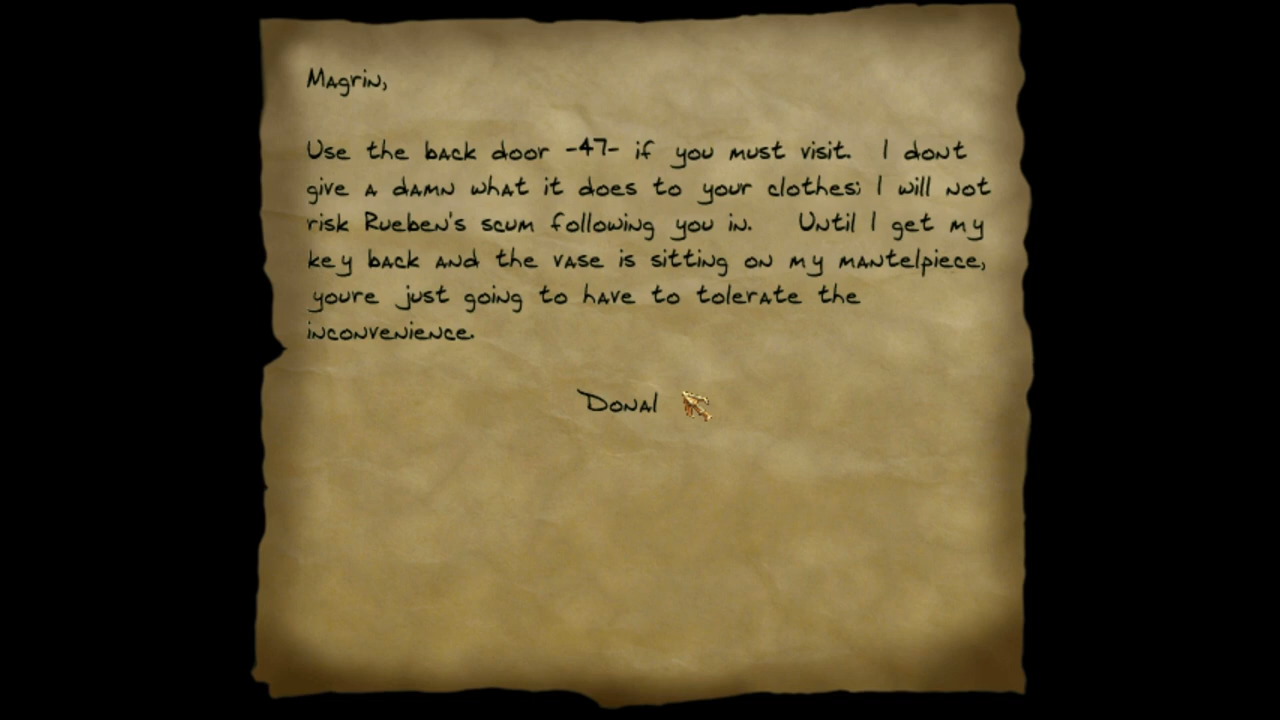 Magrin,
Use the back door -47- if you must visit. I dont
give a damn what it does to your clothes; I will not
risk Rueben's scum following you in. Until I get my
key back and the vase is sitting on my mantelpiece,
youre just going to have to tolerate the
inconvenience.
Donal